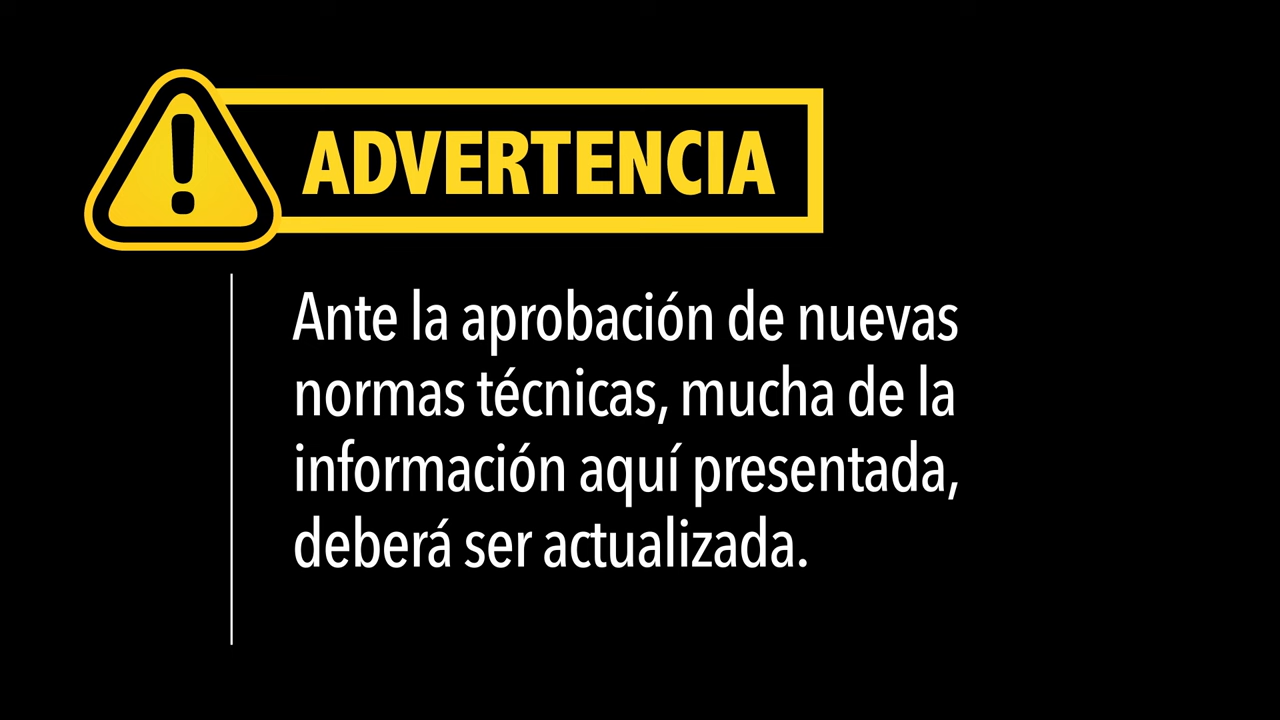 ADVERTENCIA
Ante la aprobación de nuevas
normas técnicas, mucha de la
información aquí presentada,
deberá ser actualizada.